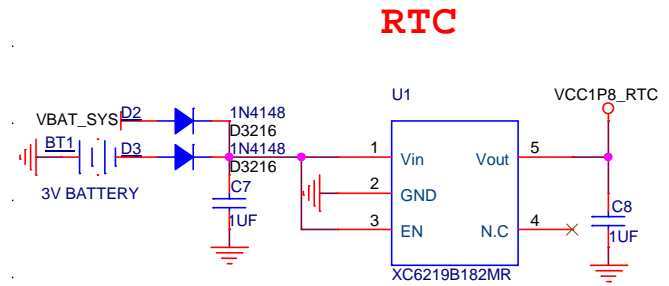 RTC
U1
VCC1P8_RTC
VBAT_SYS
D2
1N4148
D3216
BT1
D3
1N4148
D3216
3V BATTERY
C7
1UF
1
Vin
Vout
5
2
GND
3
EN
N.C
4
C8
1UF
XC6219B182MR